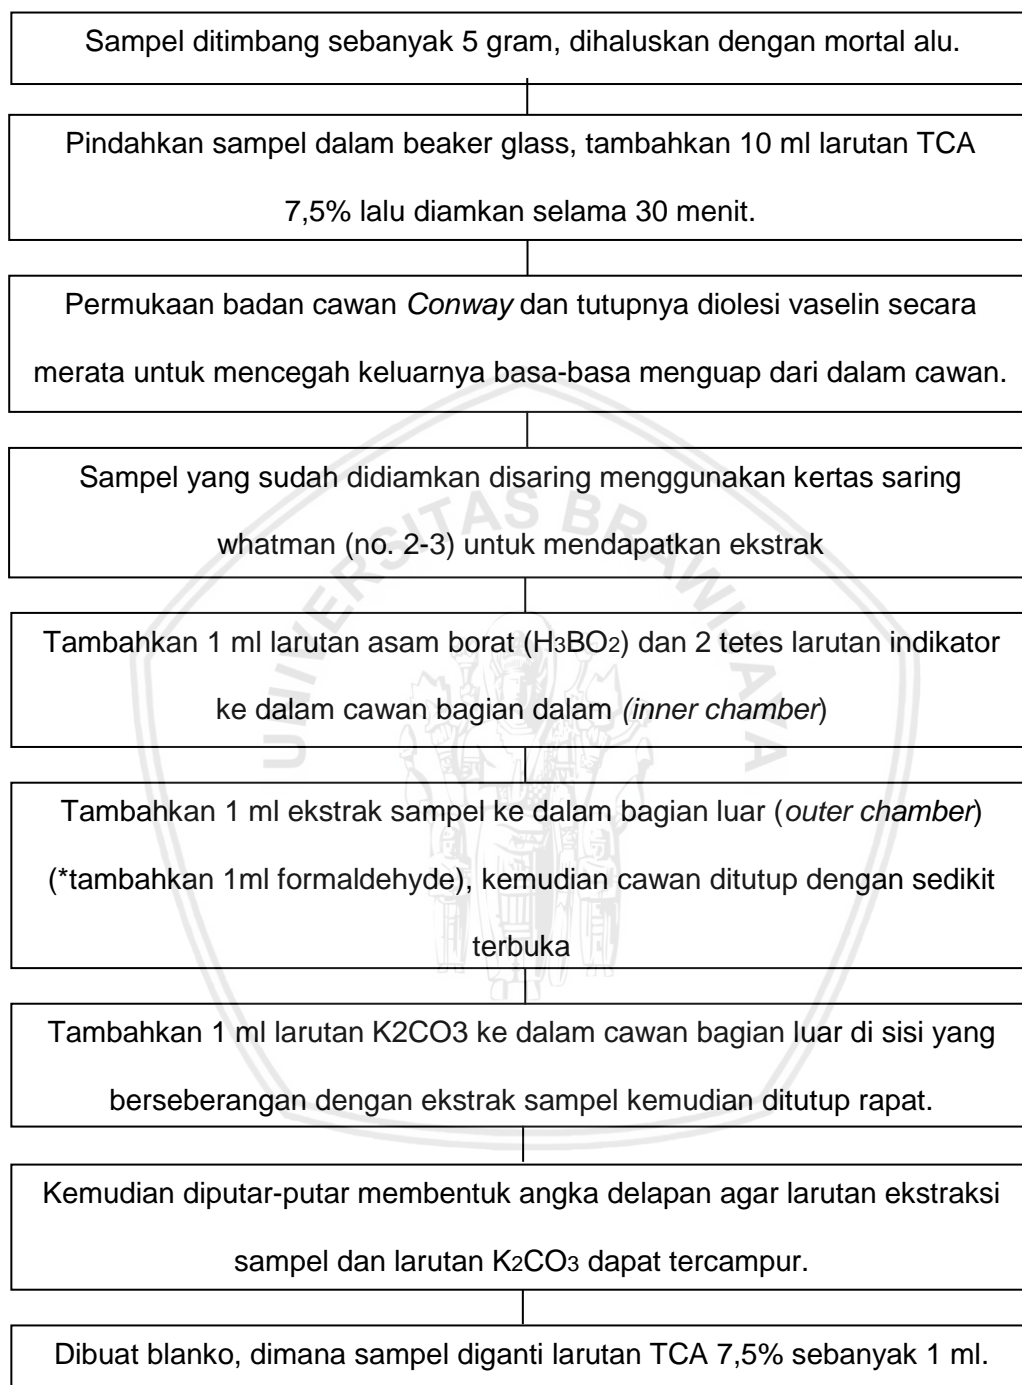 Sampel ditimbang sebanyak 5 gram, dihaluskan dengan mortal alu.
Pindahkan sampel dalam beaker glass, tambahkan 10 ml larutan TCA
7,5% lalu diamkan selama 30 menit.
Permukaan badan cawan Conway dan tutupnya diolesi vaselin secara
merata untuk mencegah keluarnya basa-basa menguap dari dalam cawan.
Sampel yang sudah didiamkan disaring menggunakan kertas saring
whatman (no. 2-3) untuk mendapatkan ekstrak
Tambahkan 1 ml larutan asam borat (H3BO2) dan 2 tetes larutan indikator
ke dalam cawan bagian dalam (inner chamber)
Tambahkan 1 ml ekstrak sampel ke dalam bagian luar (outer chamber)
(*tambahkan 1ml formaldehyde), kemudian cawan ditutup dengan sedikit
terbuka
Tambahkan 1 ml larutan K2CO3 ke dalam cawan bagian luar di sisi yang
berseberangan dengan ekstrak sampel kemudian ditutup rapat.
Kemudian diputar-putar membentuk angka delapan agar larutan ekstraksi
sampel dan larutan K2CO3 dapat tercampur.
Dibuat blanko, dimana sampel diganti larutan TCA 7,5% sebanyak 1 ml.
UNIVERSITAS BRAWIJAYA